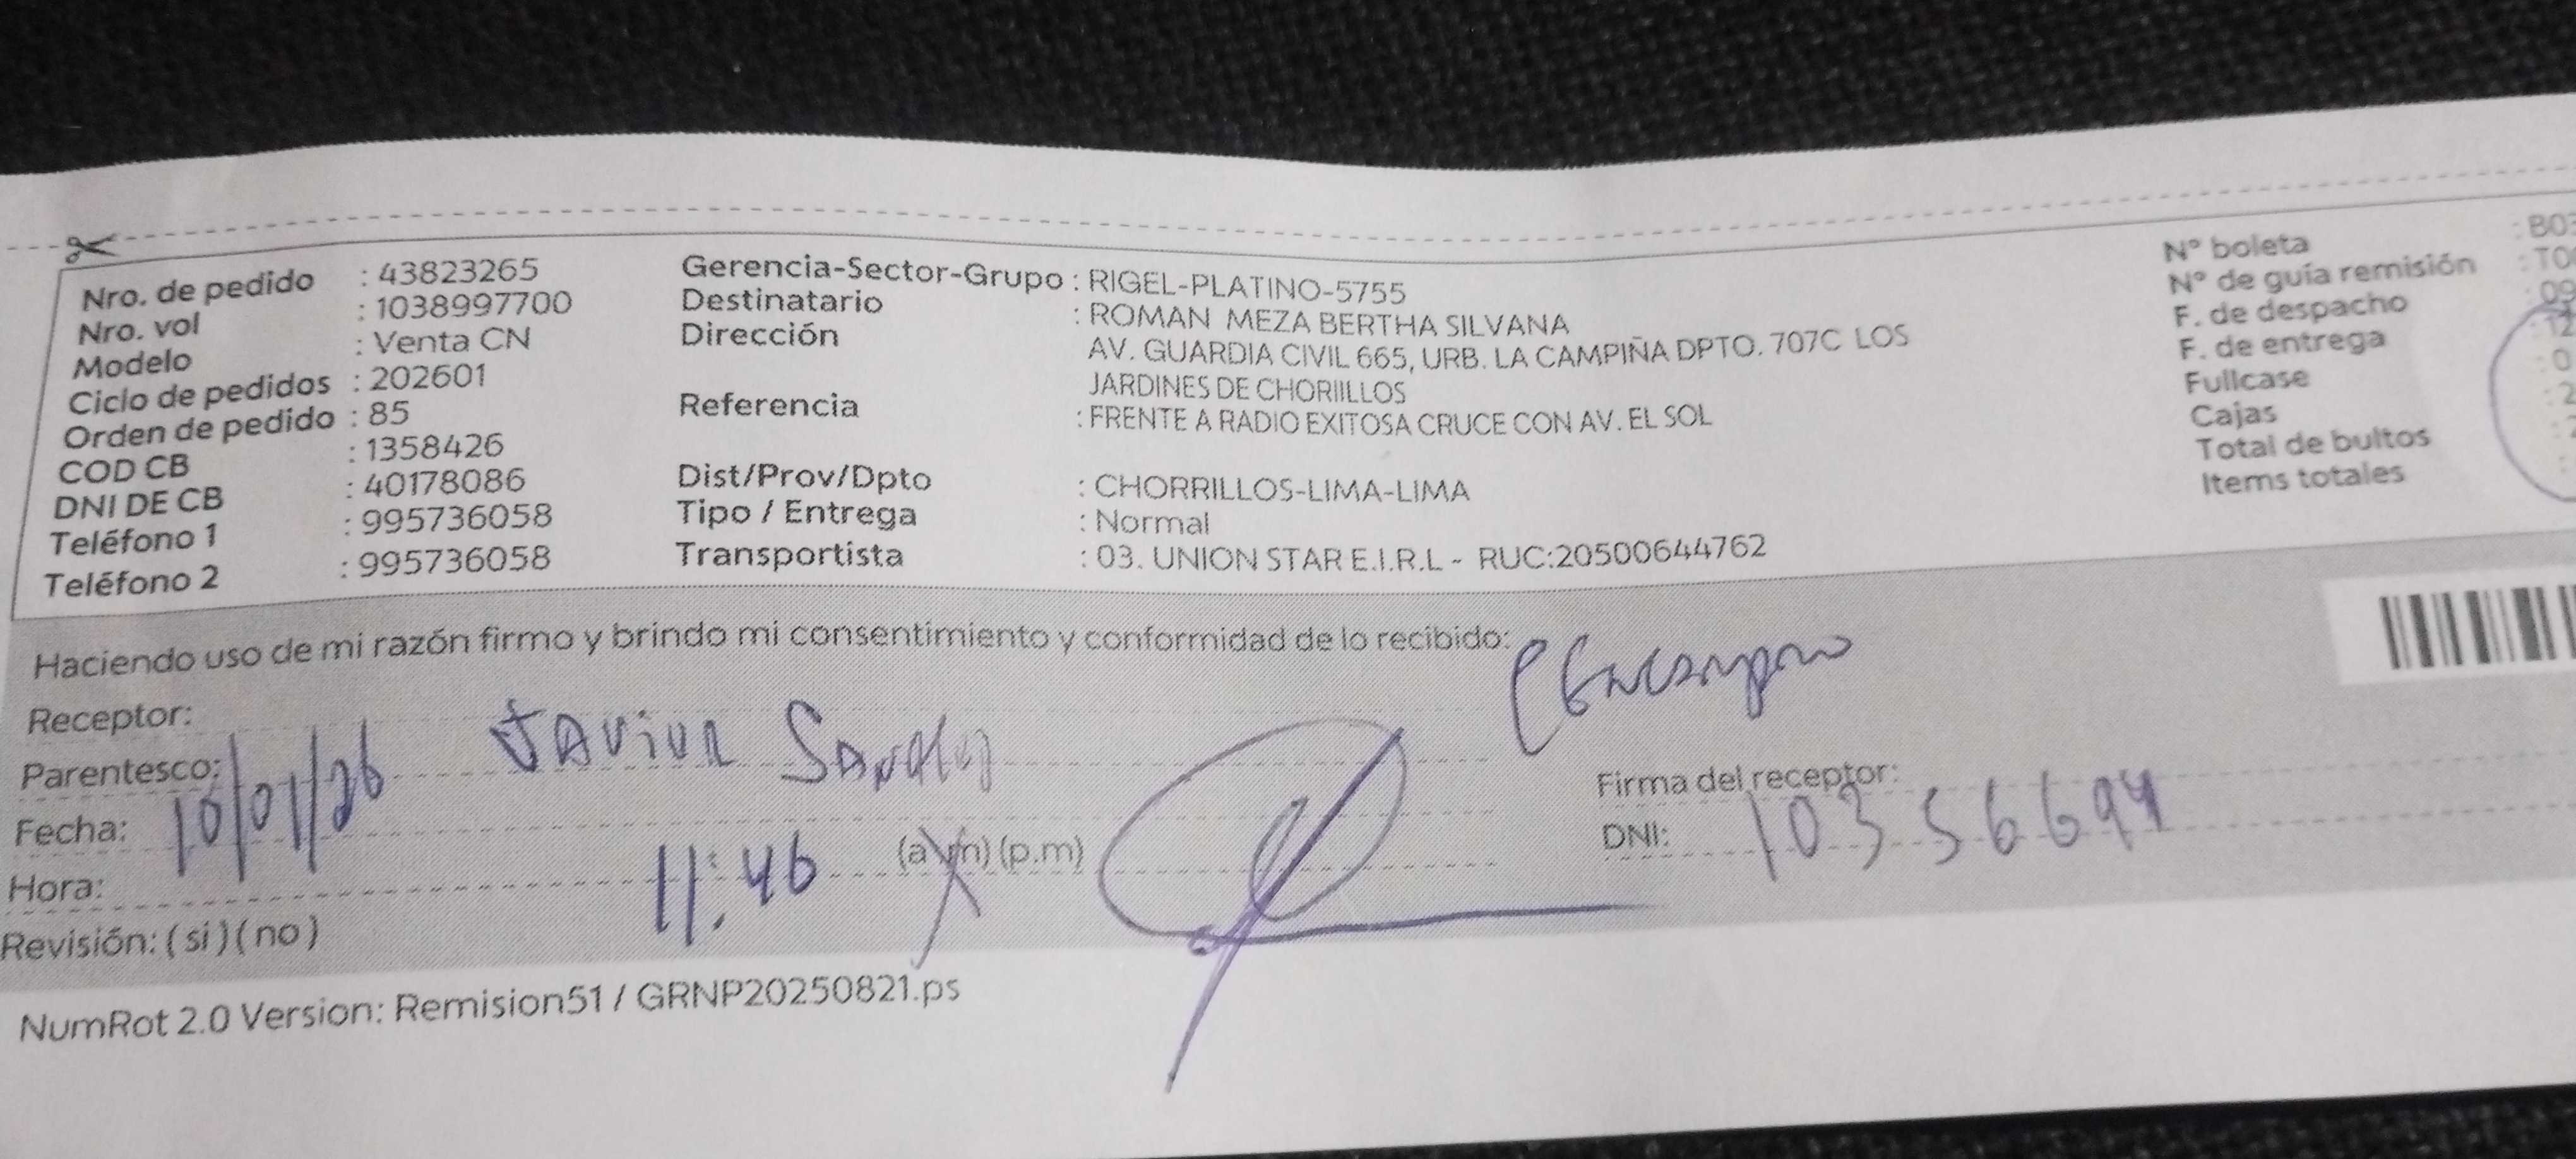 Nro. de pedido : 43823265
Nro. vol : 1038997700
Modelo : Venta CN
Ciclo de pedidos : 202601
Orden de pedido : 85
COD CB : 1358426
DNI DE CB : 40178086
Teléfono 1 : 995736058
Teléfono 2 : 995736058
Gerencia-Sector-Grupo : RIGEL-PLATINO-5755
Destinatario : ROMAN MEZA BERTHA SILVANA
Dirección AV. GUARDIA CIVIL 665, URB. LA CAMPIÑA DPTO. 707C LOS
JARDINES DE CHORIILLOS
Referencia : FRENTE A RADIO EXITOSA CRUCE CON AV. EL SOL
Dist/Prov/Dpto : CHORRILLOS-LIMA-LIMA
Tipo / Entrega : Normal
Transportista : 03. UNION STAR E.I.R.L - RUC:20500644762
N° boleta
N° de guía remisión
F. de despacho
F. de entrega
Fullcase
Cajas
Total de bultos
Items totales
Haciendo uso de mi razón firmo y brindo mi consentimiento y conformidad de lo recibido:
Receptor:
Parentesco:
Fecha: 10/01/26
Hora: 11:46 (a.m) (p.m)
Revisión: ( si ) ( no )
Firma del receptor:
DNI: 10356694
NumRot 2.0 Version: Remision51 / GRNP20250821.ps